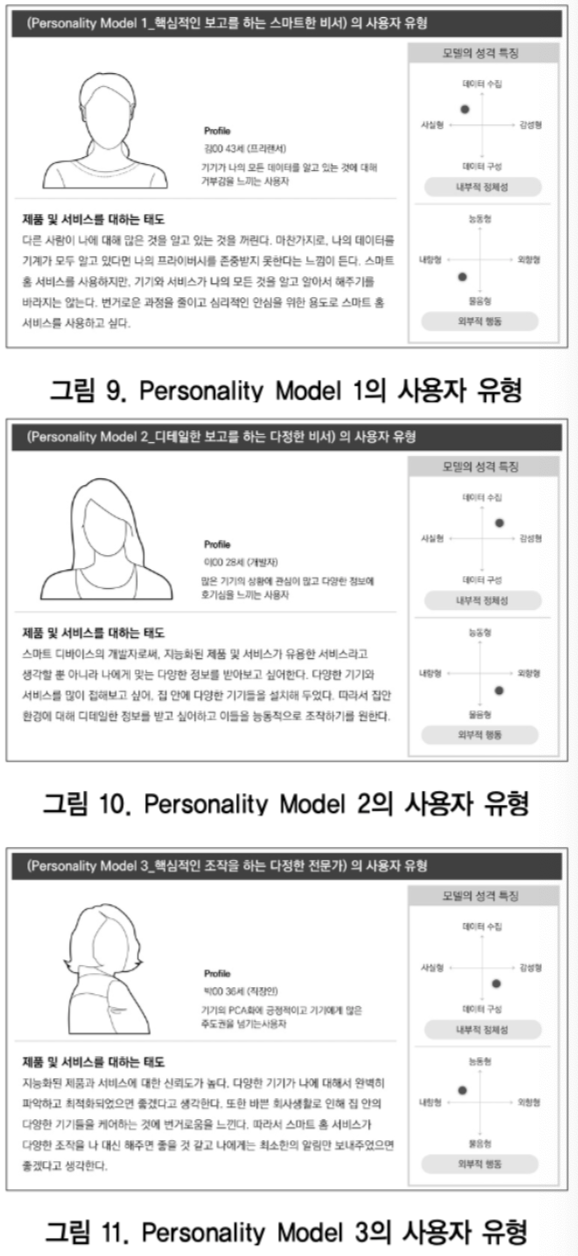 (Personality Model 1_핵심적인 보고를 하는 스마트한 비서) 의 사용자 유형
모델의 성격 특징
데이터 수집
사실형
감성형
데이터 구성
내부적 정체성
능동형
내향형
외향형
물음형
외부적 행동
Profile
김00 43세 (프리랜서)
기기가 나의 모든 데이터를 알고 있는 것에 대해
거부감을 느끼는 사용자
제품 및 서비스를 대하는 태도
다른 사람이 나에 대해 많은 것을 알고 있는 것을 꺼린다. 마찬가지로, 나의 데이터를
기계가 모두 알고 있다면 나의 프라이버시를 존중받지 못한다는 느낌이 든다. 스마트
홈 서비스를 사용하지만, 기기와 서비스가 나의 모든 것을 알고 알아서 해주기를
바라지는 않는다. 번거로운 과정을 줄이고 심리적인 안심을 위한 용도로 스마트 홈
서비스를 사용하고 싶다.
그림 9. Personality Model 1의 사용자 유형
(Personality Model 2_디테일한 보고를 하는 다정한 비서) 의 사용자 유형
모델의 성격 특징
데이터 수집
사실형
감성형
데이터 구성
내부적 정체성
능동형
내향형
외향형
물음형
외부적 행동
Profile
이00 28세 (개발자)
많은 기기의 상황에 관심이 많고 다양한 정보에
호기심을 느끼는 사용자
제품 및 서비스를 대하는 태도
스마트 디바이스의 개발자로써, 지능화된 제품 및 서비스가 유용한 서비스라고
생각할 뿐 아니라 나에게 맞는 다양한 정보를 받아보고 싶어한다. 다양한 기기와
서비스를 많이 접해보고 싶어, 집 안에 다양한 기기들을 설치해 두었다. 따라서 집안
환경에 대해 디테일한 정보를 받고 싶어하고 이들을 능동적으로 조작하기를 원한다.
그림 10. Personality Model 2의 사용자 유형
(Personality Model 3_핵심적인 조작을 하는 다정한 전문가) 의 사용자 유형
모델의 성격 특징
데이터 수집
사실형
감성형
데이터 구성
내부적 정체성
능동형
내향형
외향형
물음형
외부적 행동
Profile
박00 36세 (직장인)
기기의 PCA화에 긍정적이고 기기에게 많은
주도권을 넘기는사용자
제품 및 서비스를 대하는 태도
지능화된 제품과 서비스에 대한 신뢰도가 높다. 다양한 기기가 나에 대해서 완벽히
파악하고 최적화되었으면 좋겠다고 생각한다. 또한 바쁜 회사생활로 인해 집 안의
다양한 기기들을 케어하는 것에 번거로움을 느낀다. 따라서 스마트 홈 서비스가
다양한 조작을 나 대신 해주면 좋을 것 같고 나에게는 최소한의 알림만 보내주었으면
좋겠다고 생각한다.
그림 11. Personality Model 3의 사용자 유형